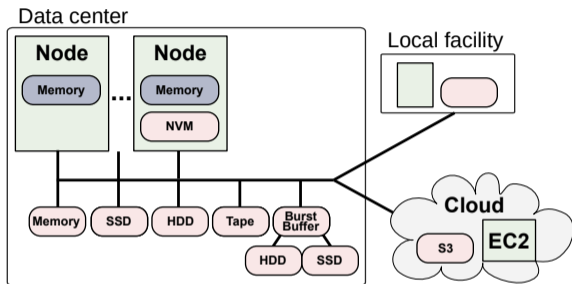 Data center
Node
Memory
...
Node
Memory
NVM
Local facility
Memory
SSD
HDD
Tape
Burst
Buffer
HDD
SSD
Cloud
S3
EC2